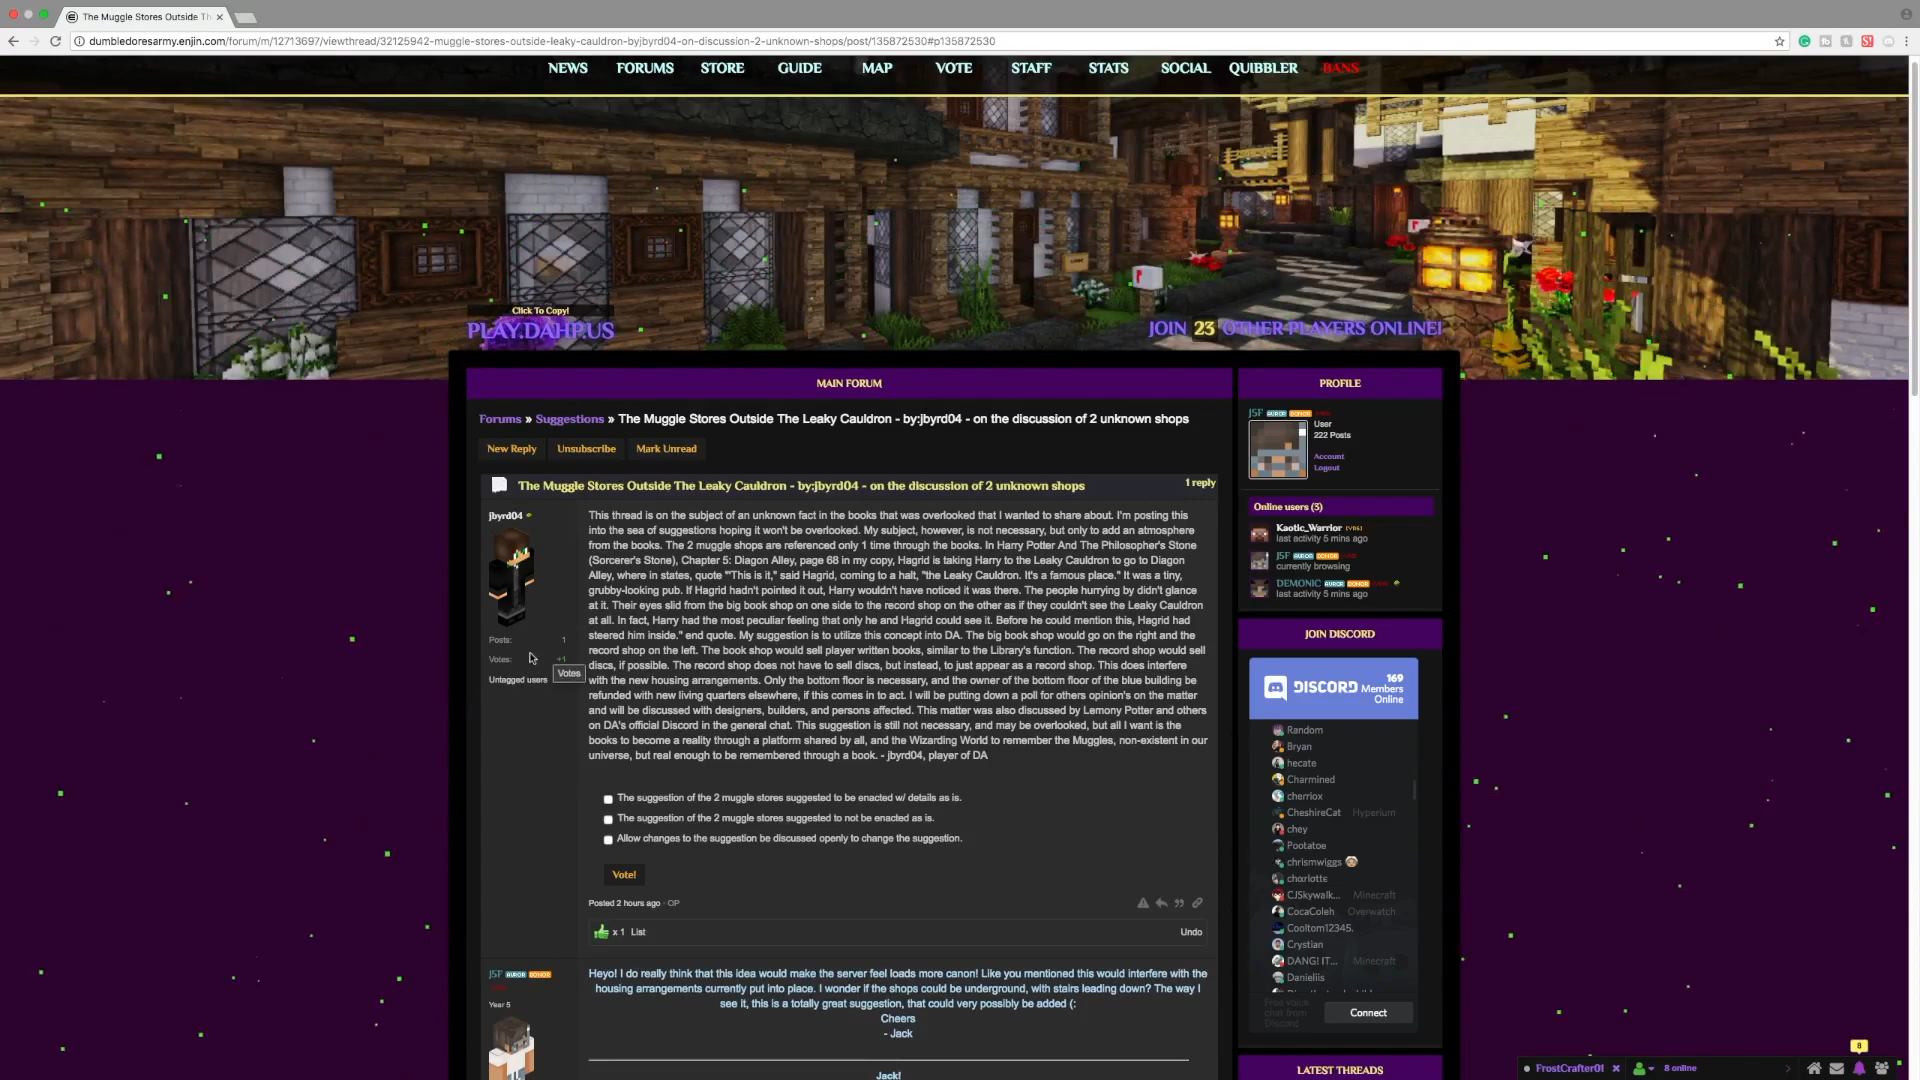 The Muggle Stores Outside Th
dumbledoresarmy.enjin.com/forum/m/12713697/viewthread/32125942-muggle-stores-outside-leaky-cauldron-byjbyrd04-on-discussion-2-unknown-shops/post/135872530#p135872530
NEWS FORUMS STORE GUIDE MAP VOTE STAFF STATS SOCIAL QUIBBLER BANS
Click To Copy!
PLAY.DAHP.US
JOIN 23 OTHER PLAYERS ONLINE!
MAIN FORUM
Forums » Suggestions » The Muggle Stores Outside The Leaky Cauldron - by:jbyrd04 - on the discussion of 2 unknown shops
New Reply Unsubscribe Mark Unread
The Muggle Stores Outside The Leaky Cauldron - by:jbyrd04 - on the discussion of 2 unknown shops
1 reply
jbyrd04
Posts: 1
Votes: +1
Votes
Untagged users
This thread is on the subject of an unknown fact in the books that was overlooked that I wanted to share about. I'm posting this
into the sea of suggestions hoping it won't be overlooked. My subject, however, is not necessary, but only to add an atmosphere
from the books. The 2 muggle shops are referenced only 1 time through the books. In Harry Potter And The Philosopher's Stone
(Sorcerer's Stone), Chapter 5: Diagon Alley, page 68 in my copy, Hagrid is taking Harry to the Leaky Cauldron to go to Diagon
Alley, where in states, quote "'This is it," said Hagrid, coming to a halt, "the Leaky Cauldron. It's a famous place." It was a tiny,
grubby-looking pub. If Hagrid hadn't pointed it out, Harry wouldn't have noticed it was there. The people hurrying by didn't glance
at it. Their eyes slid from the big book shop on one side to the record shop on the other as if they couldn't see the Leaky Cauldron
at all. In fact, Harry had the most peculiar feeling that only he and Hagrid could see it. Before he could mention this, Hagrid had
steered him inside." end quote. My suggestion is to utilize this concept into DA. The big book shop would go on the right and the
record shop on the left. The book shop would sell player written books, similar to the Library's function. The record shop would sell
discs, if possible. The record shop does not have to sell discs, but instead, to just appear as a record shop. This does interfere
with the new housing arrangements. Only the bottom floor is necessary, and the owner of the bottom floor of the blue building be
refunded with new living quarters elsewhere, if this comes in to act. I will be putting down a poll for others opinion's on the matter
and will be discussed with designers, builders, and persons affected. This matter was also discussed by Lemony Potter and others
on DA's official Discord in the general chat. This suggestion is still not necessary, and may be overlooked, but all I want is the
books to become a reality through a platform shared by all, and the Wizarding World to remember the Muggles, non-existent in our
universe, but real enough to be remembered through a book. - jbyrd04, player of DA
The suggestion of the 2 muggle stores suggested to be enacted w/ details as is.
The suggestion of the 2 muggle stores suggested to not be enacted as is.
Allow changes to the suggestion be discussed openly to change the suggestion.
Vote!
Posted 2 hours ago · OP
x 1 List
Undo
J5F AUROR DONOR
Year 5
Heyo! I do really think that this idea would make the server feel loads more canon! Like you mentioned this would interfere with the
housing arrangements currently put into place. I wonder if the shops could be underground, with stairs leading down? The way I
see it, this is a totally great suggestion, that could very possibly be added (:
Cheers
- Jack
Jack!
PROFILE
J5F AUROR DONOR
User
222 Posts
Account
Logout
Online users (3)
Kaotic_Warrior
last activity 5 mins ago
J5F AUROR DONOR
currently browsing
DEMONIC AUROR DONOR
last activity 5 mins ago
JOIN DISCORD
DISCORD 169 Members Online
Random
Bryan
hecate
Charmined
cherriox
CheshireCat Hyperium
chey
Pootatoe
chrismwiggs
charlotte
CJSkywalk... Minecraft
CocaColeh Overwatch
Cooltom12345.
Crystian
DANG! IT... Minecraft
Danieliis
Free voice chat from Discord
Connect
LATEST THREADS
8
FrostCrafter01
8 online